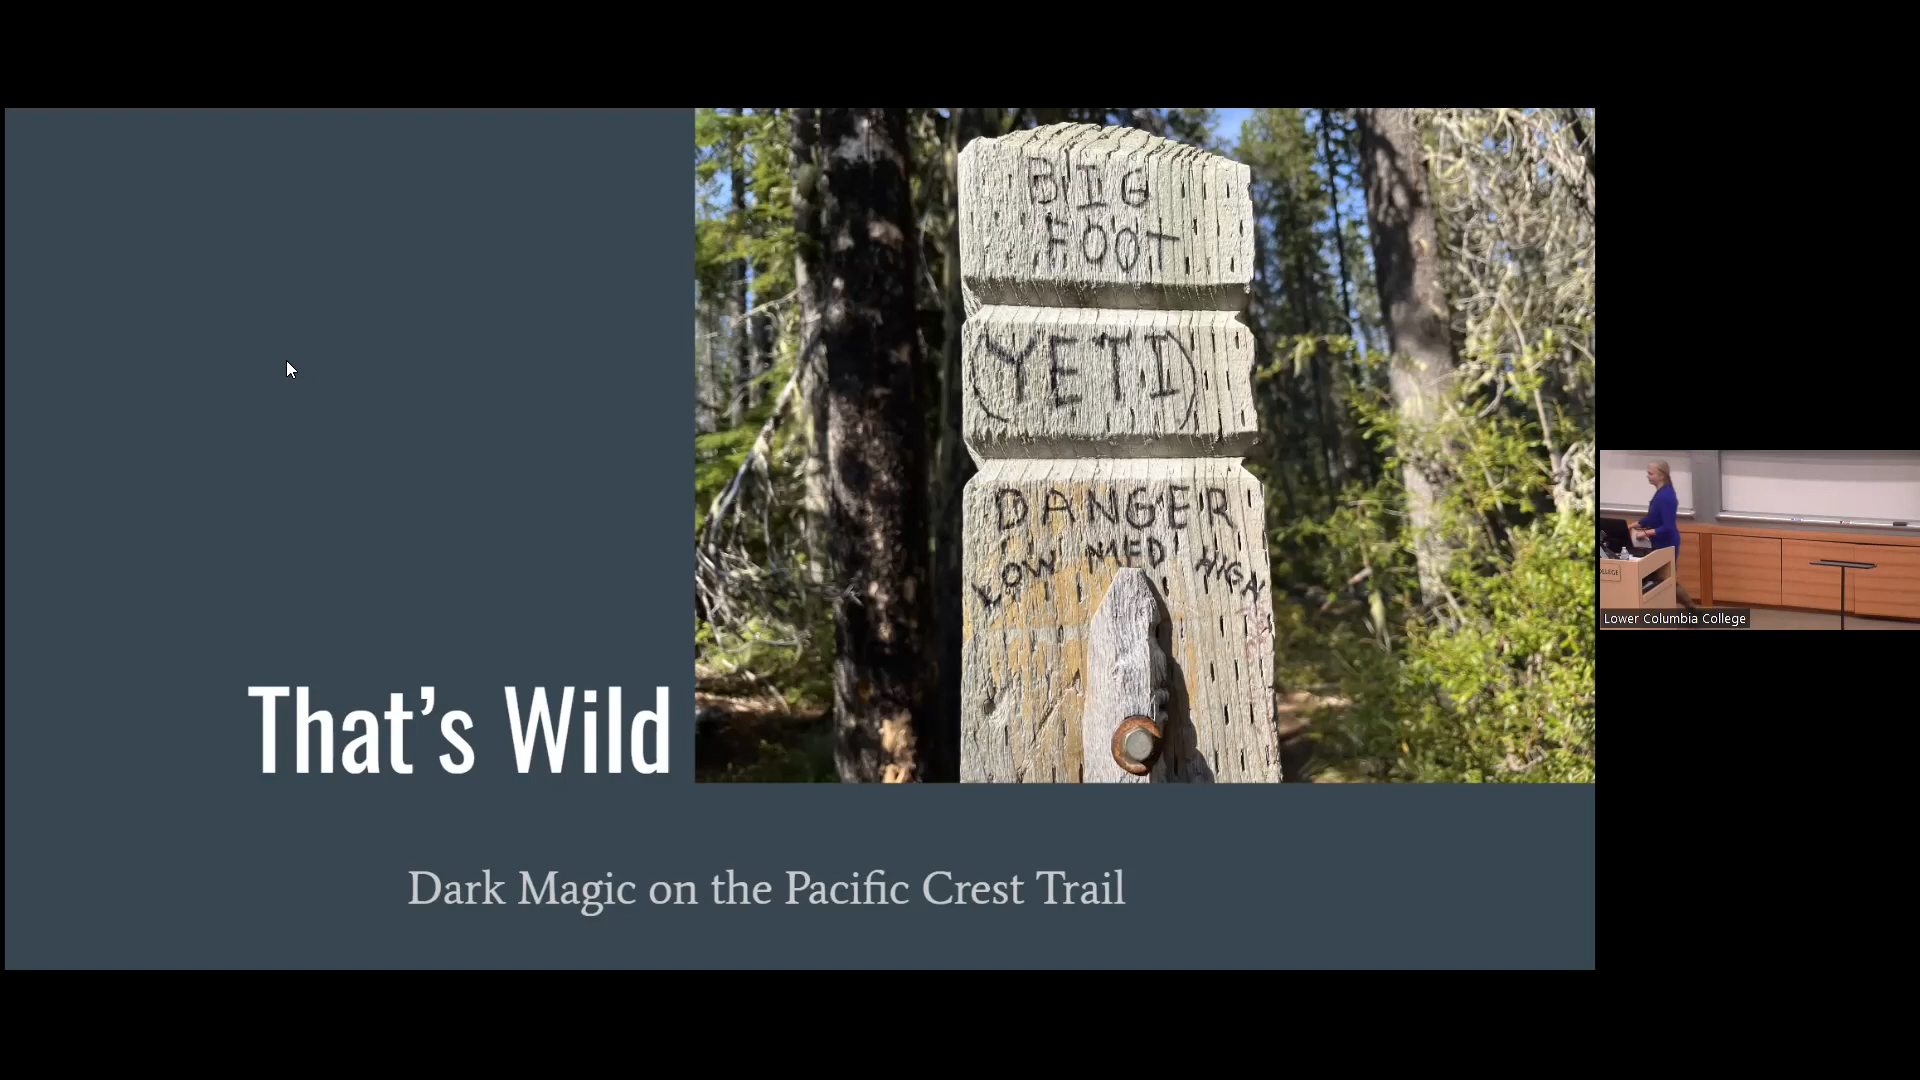 BIG
FOOT
(YETI)
DANGER
LOW MED HIGH
That's Wild
Dark Magic on the Pacific Crest Trail
Lower Columbia College